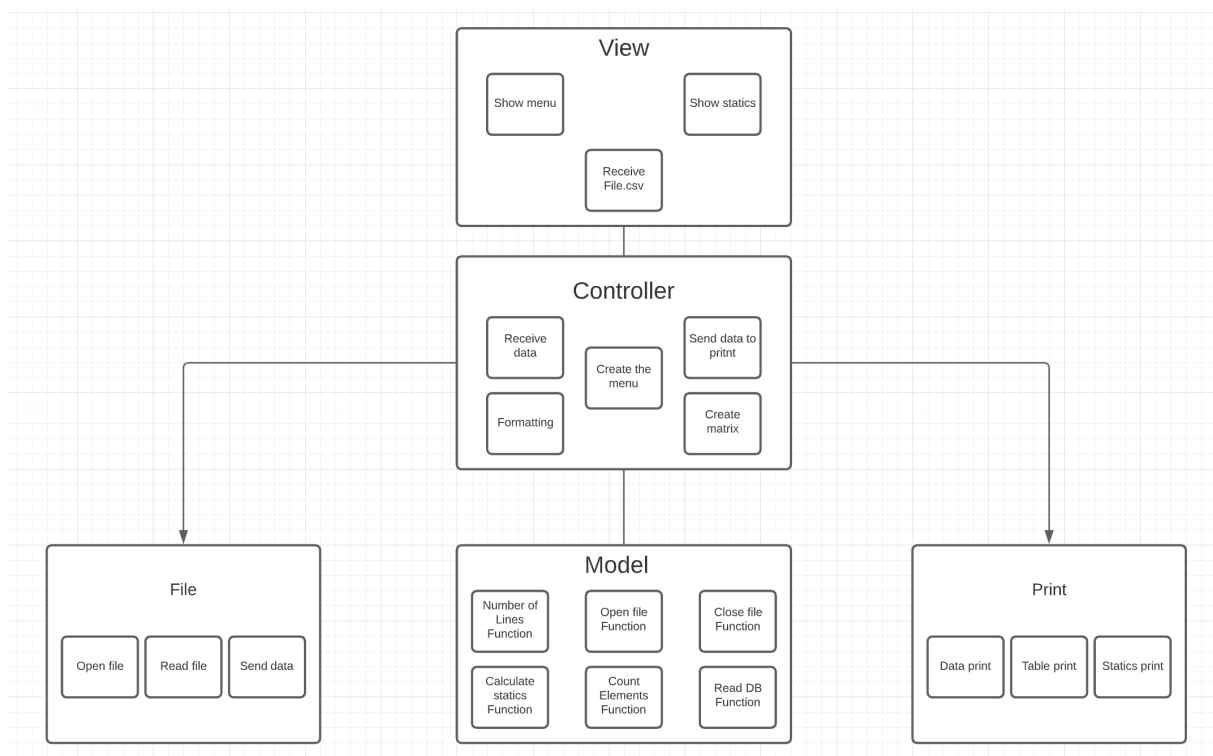 View
Show menu
Show statics
Receive
File.csv
Controller
Receive
data
Send data to
pritnt
Create the
menu
Formatting
Create
matrix
File
Open file
Read file
Send data
Model
Number of
Lines
Function
Open file
Function
Close file
Function
Calculate
statics
Function
Count
Elements
Function
Read DB
Function
Print
Data print
Table print
Statics print